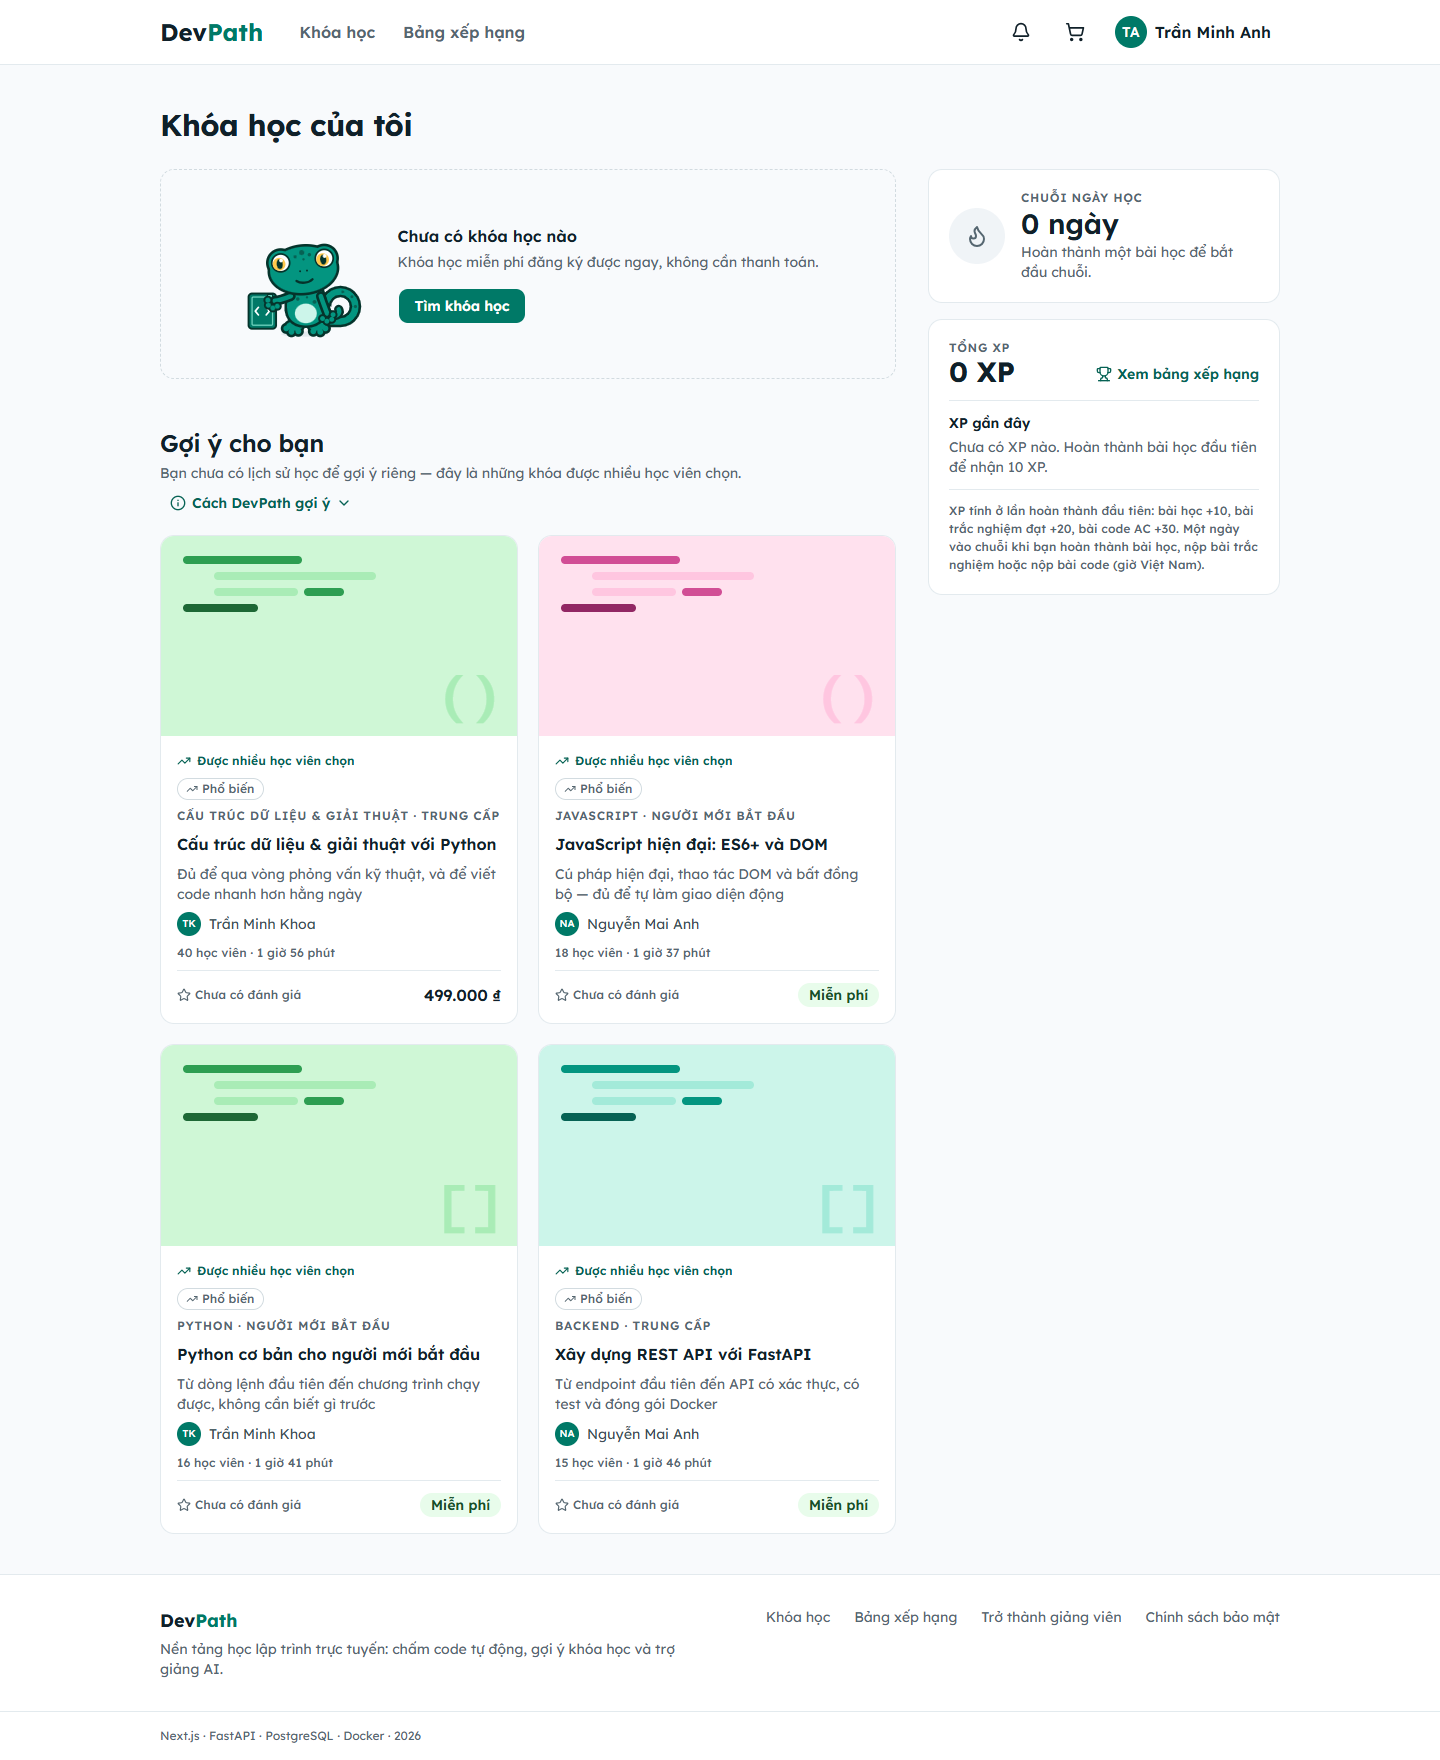 DevPath
Khóa học
Bảng xếp hạng
TA
Trần Minh Anh
Khóa học của tôi
Chưa có khóa học nào
Khóa học miễn phí đăng ký được ngay, không cần thanh toán.
Tìm khóa học
CHUỖI NGÀY HỌC
0 ngày
Hoàn thành một bài học để bắt
đầu chuỗi.
TỔNG XP
0 XP
Xem bảng xếp hạng
XP gần đây
Chưa có XP nào. Hoàn thành bài học đầu tiên
để nhận 10 XP.
XP tính ở lần hoàn thành đầu tiên: bài học +10, bài
trắc nghiệm đạt +20, bài code AC +30. Một ngày
vào chuỗi khi bạn hoàn thành bài học, nộp bài trắc
nghiệm hoặc nộp bài code (giờ Việt Nam).
Gợi ý cho bạn
Bạn chưa có lịch sử học để gợi ý riêng — đây là những khóa được nhiều học viên chọn.
Cách DevPath gợi ý
()
Được nhiều học viên chọn
Phổ biến
CẤU TRÚC DỮ LIỆU & GIẢI THUẬT · TRUNG CẤP
Cấu trúc dữ liệu & giải thuật với Python
Đủ để qua vòng phỏng vấn kỹ thuật, và để viết
code nhanh hơn hằng ngày
TK
Trần Minh Khoa
40 học viên · 1 giờ 56 phút
Chưa có đánh giá
499.000 ₫
()
Được nhiều học viên chọn
Phổ biến
JAVASCRIPT · NGƯỜI MỚI BẮT ĐẦU
JavaScript hiện đại: ES6+ và DOM
Cú pháp hiện đại, thao tác DOM và bất đồng
bộ — đủ để tự làm giao diện động
NA
Nguyễn Mai Anh
18 học viên · 1 giờ 37 phút
Chưa có đánh giá
Miễn phí
[]
Được nhiều học viên chọn
Phổ biến
PYTHON · NGƯỜI MỚI BẮT ĐẦU
Python cơ bản cho người mới bắt đầu
Từ dòng lệnh đầu tiên đến chương trình chạy
được, không cần biết gì trước
TK
Trần Minh Khoa
16 học viên · 1 giờ 41 phút
Chưa có đánh giá
Miễn phí
[]
Được nhiều học viên chọn
Phổ biến
BACKEND · TRUNG CẤP
Xây dựng REST API với FastAPI
Từ endpoint đầu tiên đến API có xác thực, có
test và đóng gói Docker
NA
Nguyễn Mai Anh
15 học viên · 1 giờ 46 phút
Chưa có đánh giá
Miễn phí
DevPath
Nền tảng học lập trình trực tuyến: chấm code tự động, gợi ý khóa học và trợ
giảng AI.
Khóa học
Bảng xếp hạng
Trở thành giảng viên
Chính sách bảo mật
Next.js · FastAPI · PostgreSQL · Docker · 2026